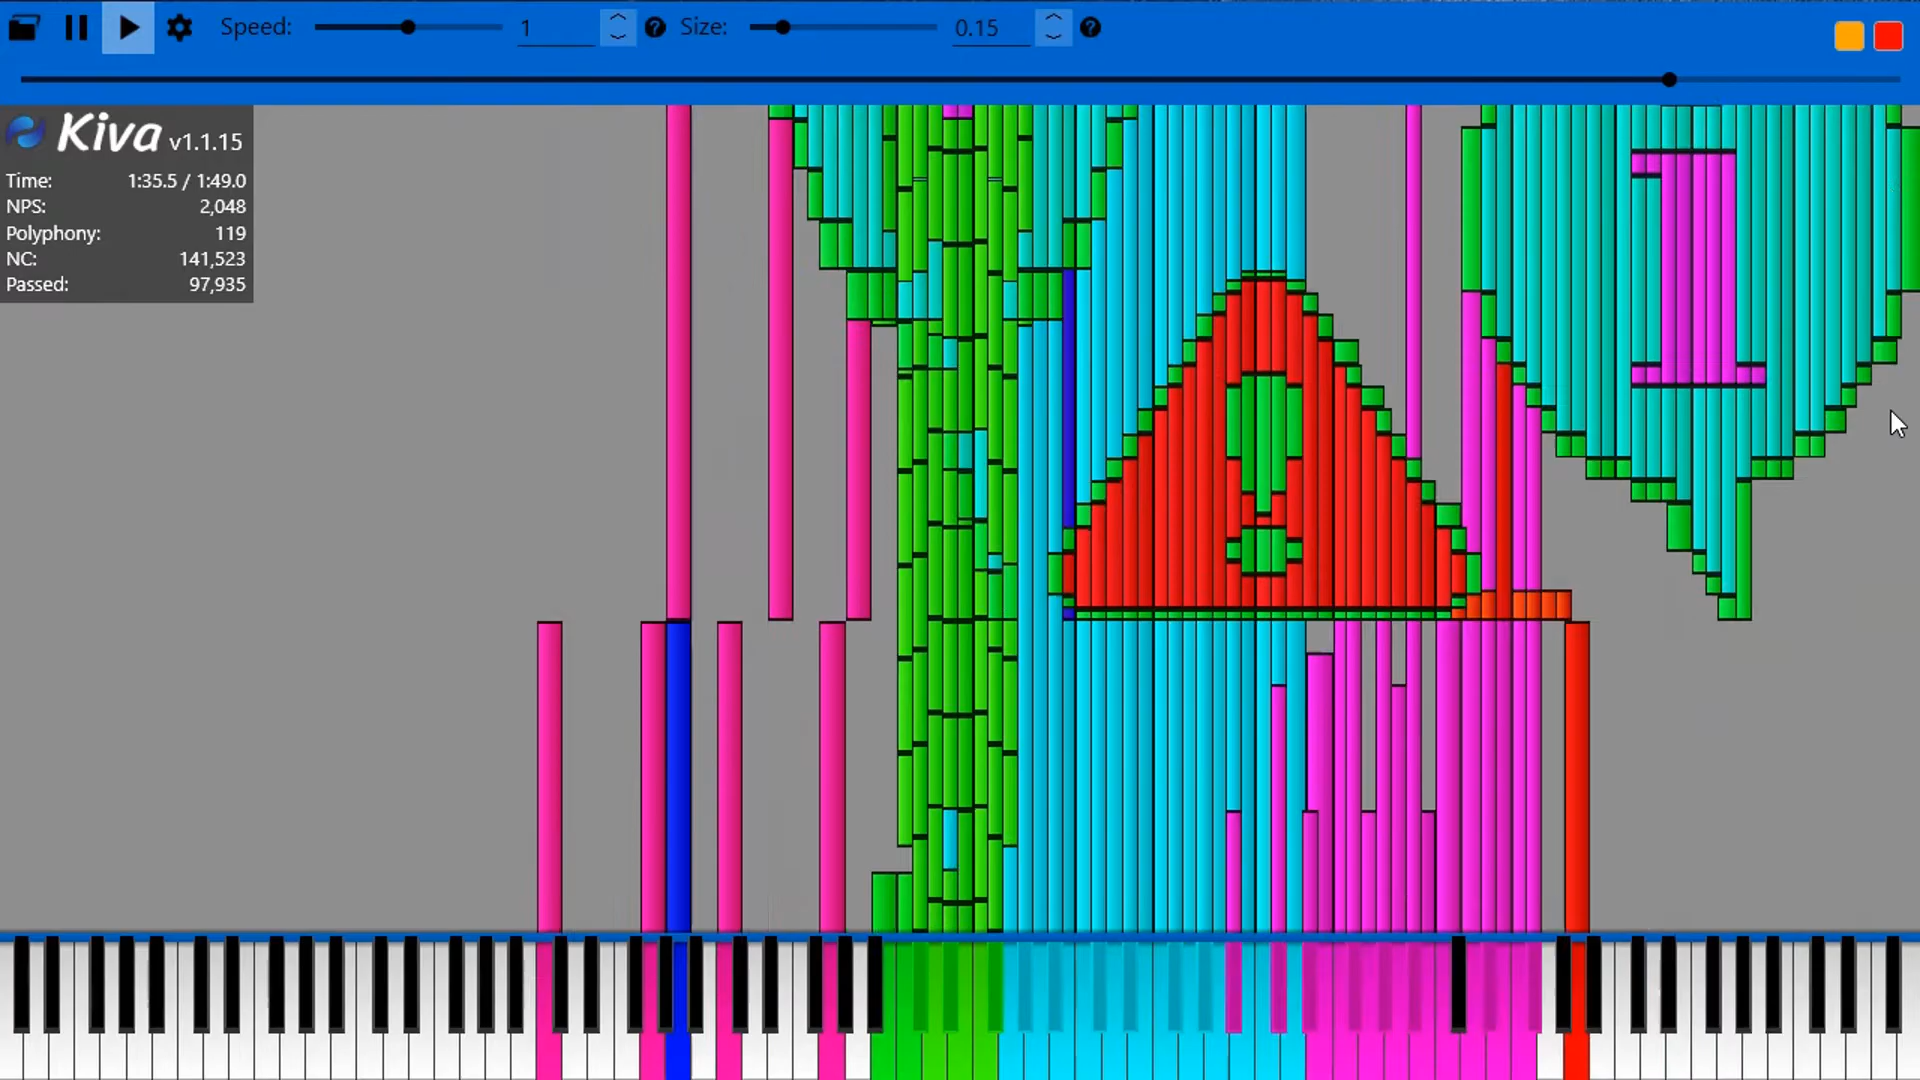 Speed: 1 ? Size: 0.15 ?
Kiva v1.1.15
Time: 1:35.5 / 1:49.0
NPS: 2,048
Polyphony: 119
NC: 141,523
Passed: 97,935